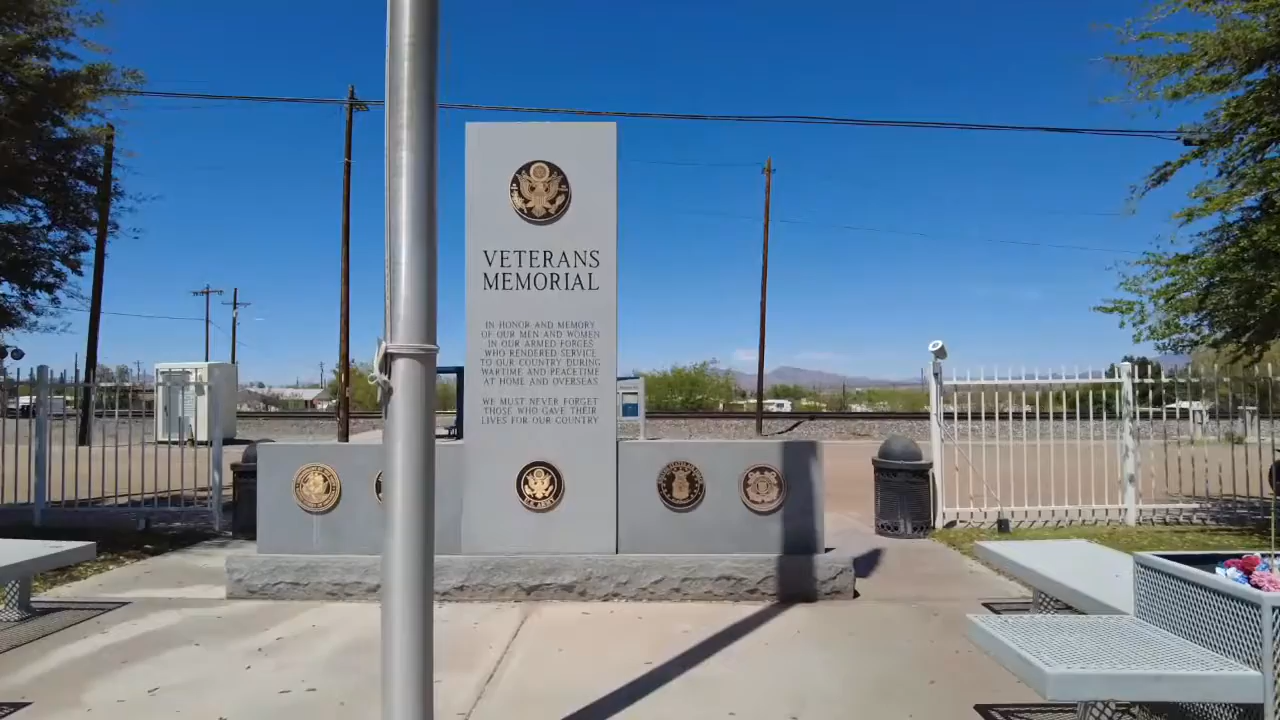 VETERANS
MEMORIAL
IN HONOR AND MEMORY
OF OUR MEN AND WOMEN
IN OUR ARMED FORCES
WHO RENDERED SERVICE
TO OUR COUNTRY DURING
WARTIME AND PEACETIME
AT HOME AND OVERSEAS
WE MUST NEVER FORGET
THOSE WHO GAVE THEIR
LIVES FOR OUR COUNTRY
U.S. ARMY